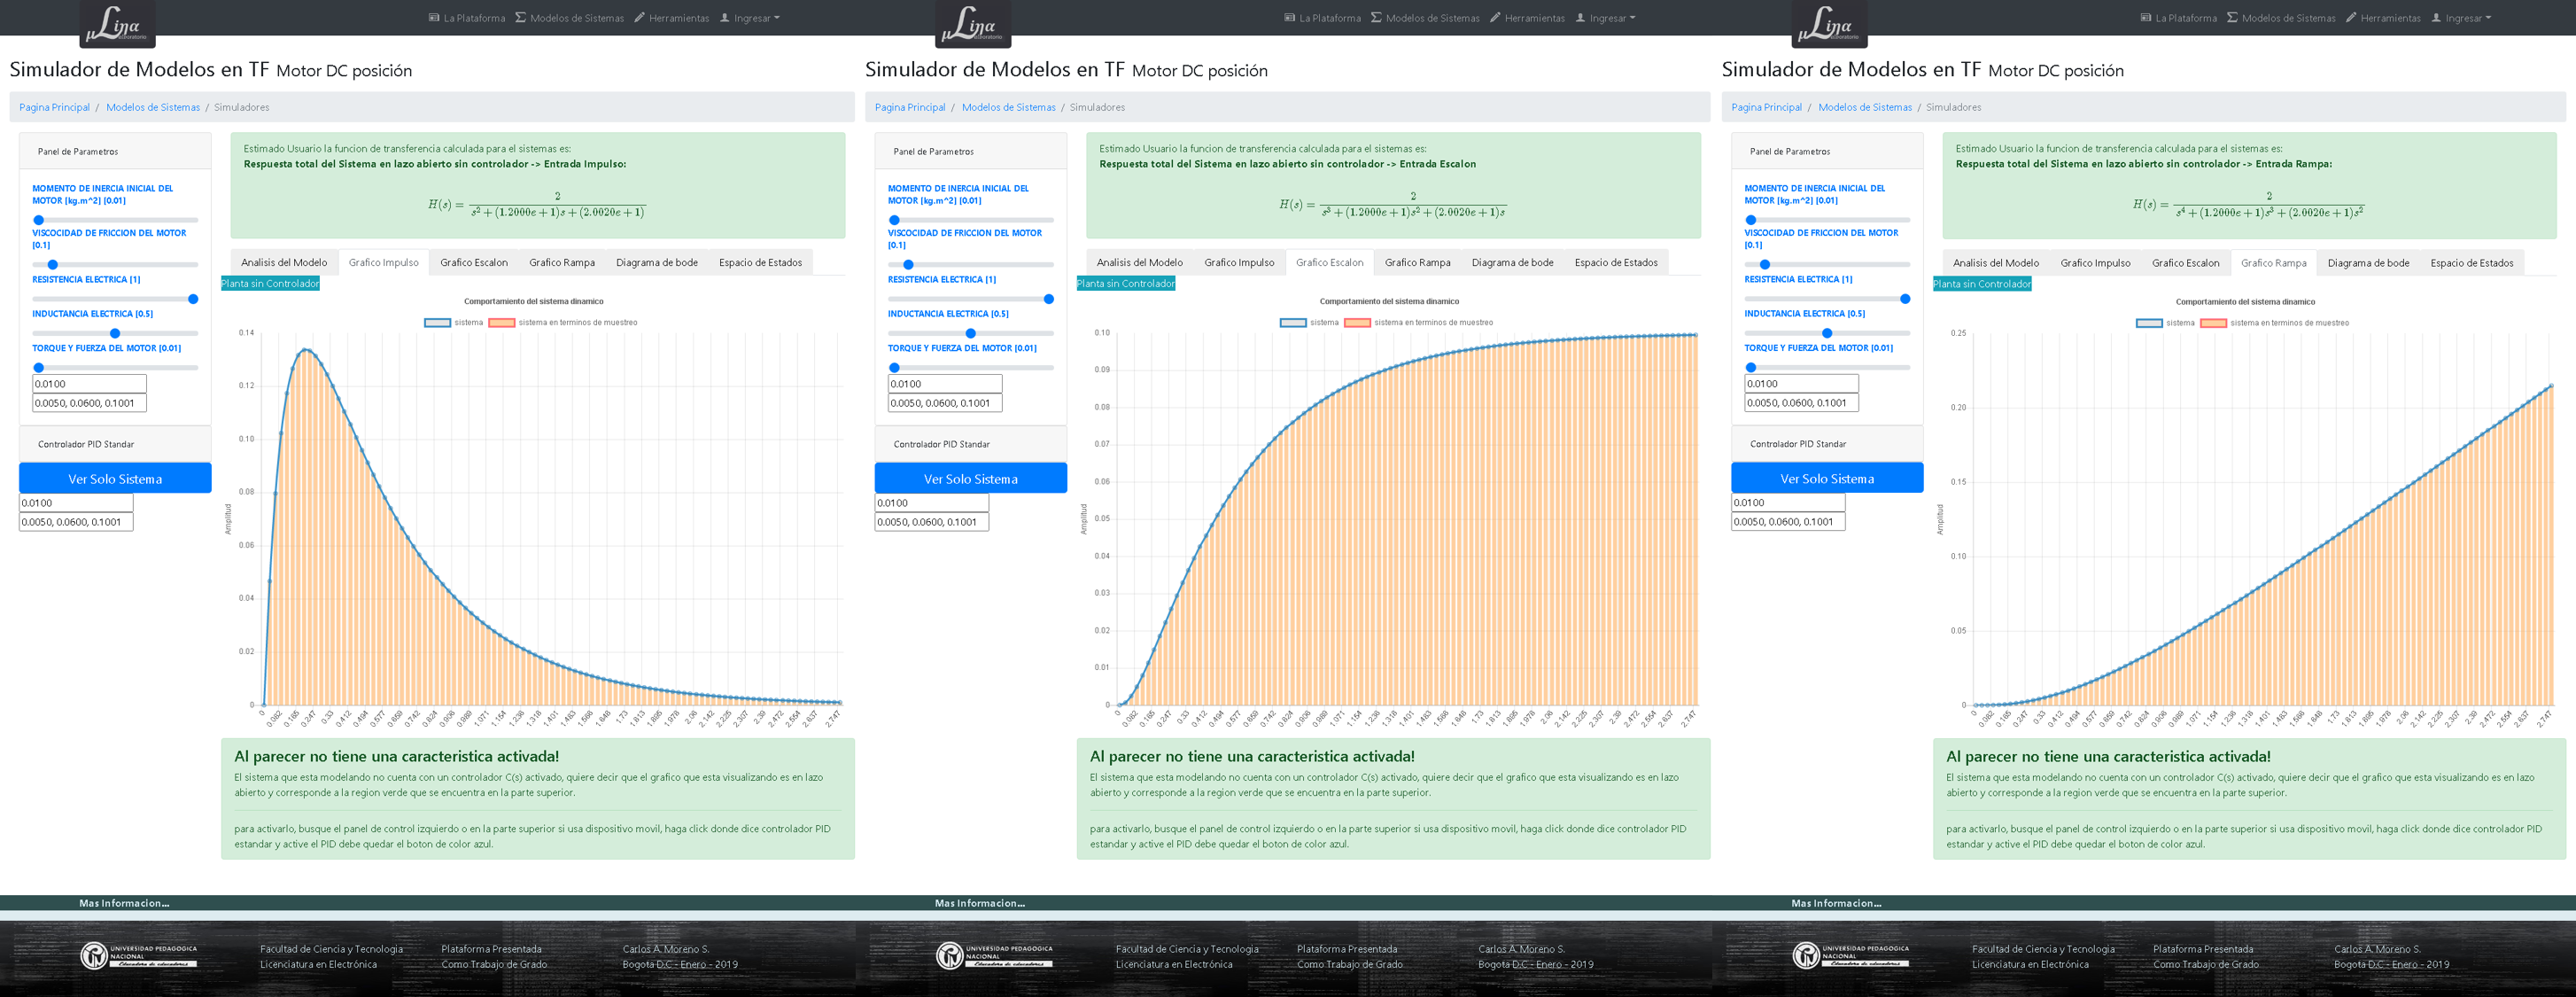 µLina
Laboratorio
La Plataforma
Modelos de Sistemas
Herramientas
Ingresar
Simulador de Modelos en TF Motor DC posición
Pagina Principal / Modelos de Sistemas / Simuladores
Panel de Parametros
MOMENTO DE INERCIA INICIAL DEL
MOTOR [kg.m^2] [0.01]
VISCOCIDAD DE FRICCION DEL MOTOR
[0.1]
RESISTENCIA ELECTRICA [1]
INDUCTANCIA ELECTRICA [0.5]
TORQUE Y FUERZA DEL MOTOR [0.01]
0.0100
0.0050, 0.0600, 0.1001
Controlador PID Standar
Ver Solo Sistema
0.0100
0.0050, 0.0600, 0.1001
Estimado Usuario la funcion de transferencia calculada para el sistemas es:
Respuesta total del Sistema en lazo abierto sin controlador -> Entrada Impulso:
H(s) = 2 / s² + (1.2000e + 1)s + (2.0020e + 1)
Analisis del Modelo
Grafico Impulso
Grafico Escalon
Grafico Rampa
Diagrama de bode
Espacio de Estados
Planta sin Controlador
Comportamiento del sistema dinamico
sistema
sistema en terminos de muestreo
Amplitud
0.14
0.12
0.10
0.08
0.06
0.04
0.02
0
0 0.082 0.165 0.247 0.33 0.412 0.494 0.577 0.659 0.742 0.824 0.906 0.989 1.071 1.154 1.236 1.318 1.401 1.483 1.566 1.648 1.73 1.813 1.895 1.978 2.06 2.142 2.225 2.307 2.39 2.472 2.554 2.637 2.747
Al parecer no tiene una caracteristica activada!
El sistema que esta modelando no cuenta con un controlador C(s) activado, quiere decir que el grafico que esta visualizando es en lazo
abierto y corresponde a la region verde que se encuentra en la parte superior.
para activarlo, busque el panel de control izquierdo o en la parte superior si usa dispositivo movil, haga click donde dice controlador PID
estandar y active el PID debe quedar el boton de color azul.
Mas Informacion...
UNIVERSIDAD PEDAGOGICA
NACIONAL
Educadora de educadores
Facultad de Ciencia y Tecnologia
Licenciatura en Electrónica
Plataforma Presentada
Como Trabajo de Grado
Carlos A. Moreno S.
Bogota D.C - Enero - 2019
µLina
Laboratorio
La Plataforma
Modelos de Sistemas
Herramientas
Ingresar
Simulador de Modelos en TF Motor DC posición
Pagina Principal / Modelos de Sistemas / Simuladores
Panel de Parametros
MOMENTO DE INERCIA INICIAL DEL
MOTOR [kg.m^2] [0.01]
VISCOCIDAD DE FRICCION DEL MOTOR
[0.1]
RESISTENCIA ELECTRICA [1]
INDUCTANCIA ELECTRICA [0.5]
TORQUE Y FUERZA DEL MOTOR [0.01]
0.0100
0.0050, 0.0600, 0.1001
Controlador PID Standar
Ver Solo Sistema
0.0100
0.0050, 0.0600, 0.1001
Estimado Usuario la funcion de transferencia calculada para el sistemas es:
Respuesta total del Sistema en lazo abierto sin controlador -> Entrada Escalon
H(s) = 2 / s³ + (1.2000e + 1)s² + (2.0020e + 1)s
Analisis del Modelo
Grafico Impulso
Grafico Escalon
Grafico Rampa
Diagrama de bode
Espacio de Estados
Planta sin Controlador
Comportamiento del sistema dinamico
sistema
sistema en terminos de muestreo
Amplitud
0.10
0.09
0.08
0.07
0.06
0.05
0.04
0.03
0.02
0.01
0
0 0.082 0.165 0.247 0.33 0.412 0.494 0.577 0.659 0.742 0.824 0.906 0.989 1.071 1.154 1.236 1.318 1.401 1.483 1.566 1.648 1.73 1.813 1.895 1.978 2.06 2.142 2.225 2.307 2.39 2.472 2.554 2.637 2.747
Al parecer no tiene una caracteristica activada!
El sistema que esta modelando no cuenta con un controlador C(s) activado, quiere decir que el grafico que esta visualizando es en lazo
abierto y corresponde a la region verde que se encuentra en la parte superior.
para activarlo, busque el panel de control izquierdo o en la parte superior si usa dispositivo movil, haga click donde dice controlador PID
estandar y active el PID debe quedar el boton de color azul.
Mas Informacion...
UNIVERSIDAD PEDAGOGICA
NACIONAL
Educadora de educadores
Facultad de Ciencia y Tecnologia
Licenciatura en Electrónica
Plataforma Presentada
Como Trabajo de Grado
Carlos A. Moreno S.
Bogota D.C - Enero - 2019
µLina
Laboratorio
La Plataforma
Modelos de Sistemas
Herramientas
Ingresar
Simulador de Modelos en TF Motor DC posición
Pagina Principal / Modelos de Sistemas / Simuladores
Panel de Parametros
MOMENTO DE INERCIA INICIAL DEL
MOTOR [kg.m^2] [0.01]
VISCOCIDAD DE FRICCION DEL MOTOR
[0.1]
RESISTENCIA ELECTRICA [1]
INDUCTANCIA ELECTRICA [0.5]
TORQUE Y FUERZA DEL MOTOR [0.01]
0.0100
0.0050, 0.0600, 0.1001
Controlador PID Standar
Ver Solo Sistema
0.0100
0.0050, 0.0600, 0.1001
Estimado Usuario la funcion de transferencia calculada para el sistemas es:
Respuesta total del Sistema en lazo abierto sin controlador -> Entrada Rampa:
H(s) = 2 / s⁴ + (1.2000e + 1)s³ + (2.0020e + 1)s²
Analisis del Modelo
Grafico Impulso
Grafico Escalon
Grafico Rampa
Diagrama de bode
Espacio de Estados
Planta sin Controlador
Comportamiento del sistema dinamico
sistema
sistema en terminos de muestreo
Amplitud
0.25
0.20
0.15
0.10
0.05
0
0 0.082 0.165 0.247 0.33 0.412 0.494 0.577 0.659 0.742 0.824 0.906 0.989 1.071 1.154 1.236 1.318 1.401 1.483 1.566 1.648 1.73 1.813 1.895 1.978 2.06 2.142 2.225 2.307 2.39 2.472 2.554 2.637 2.747
Al parecer no tiene una caracteristica activada!
El sistema que esta modelando no cuenta con un controlador C(s) activado, quiere decir que el grafico que esta visualizando es en lazo
abierto y corresponde a la region verde que se encuentra en la parte superior.
para activarlo, busque el panel de control izquierdo o en la parte superior si usa dispositivo movil, haga click donde dice controlador PID
estandar y active el PID debe quedar el boton de color azul.
Mas Informacion...
UNIVERSIDAD PEDAGOGICA
NACIONAL
Educadora de educadores
Facultad de Ciencia y Tecnologia
Licenciatura en Electrónica
Plataforma Presentada
Como Trabajo de Grado
Carlos A. Moreno S.
Bogota D.C - Enero - 2019